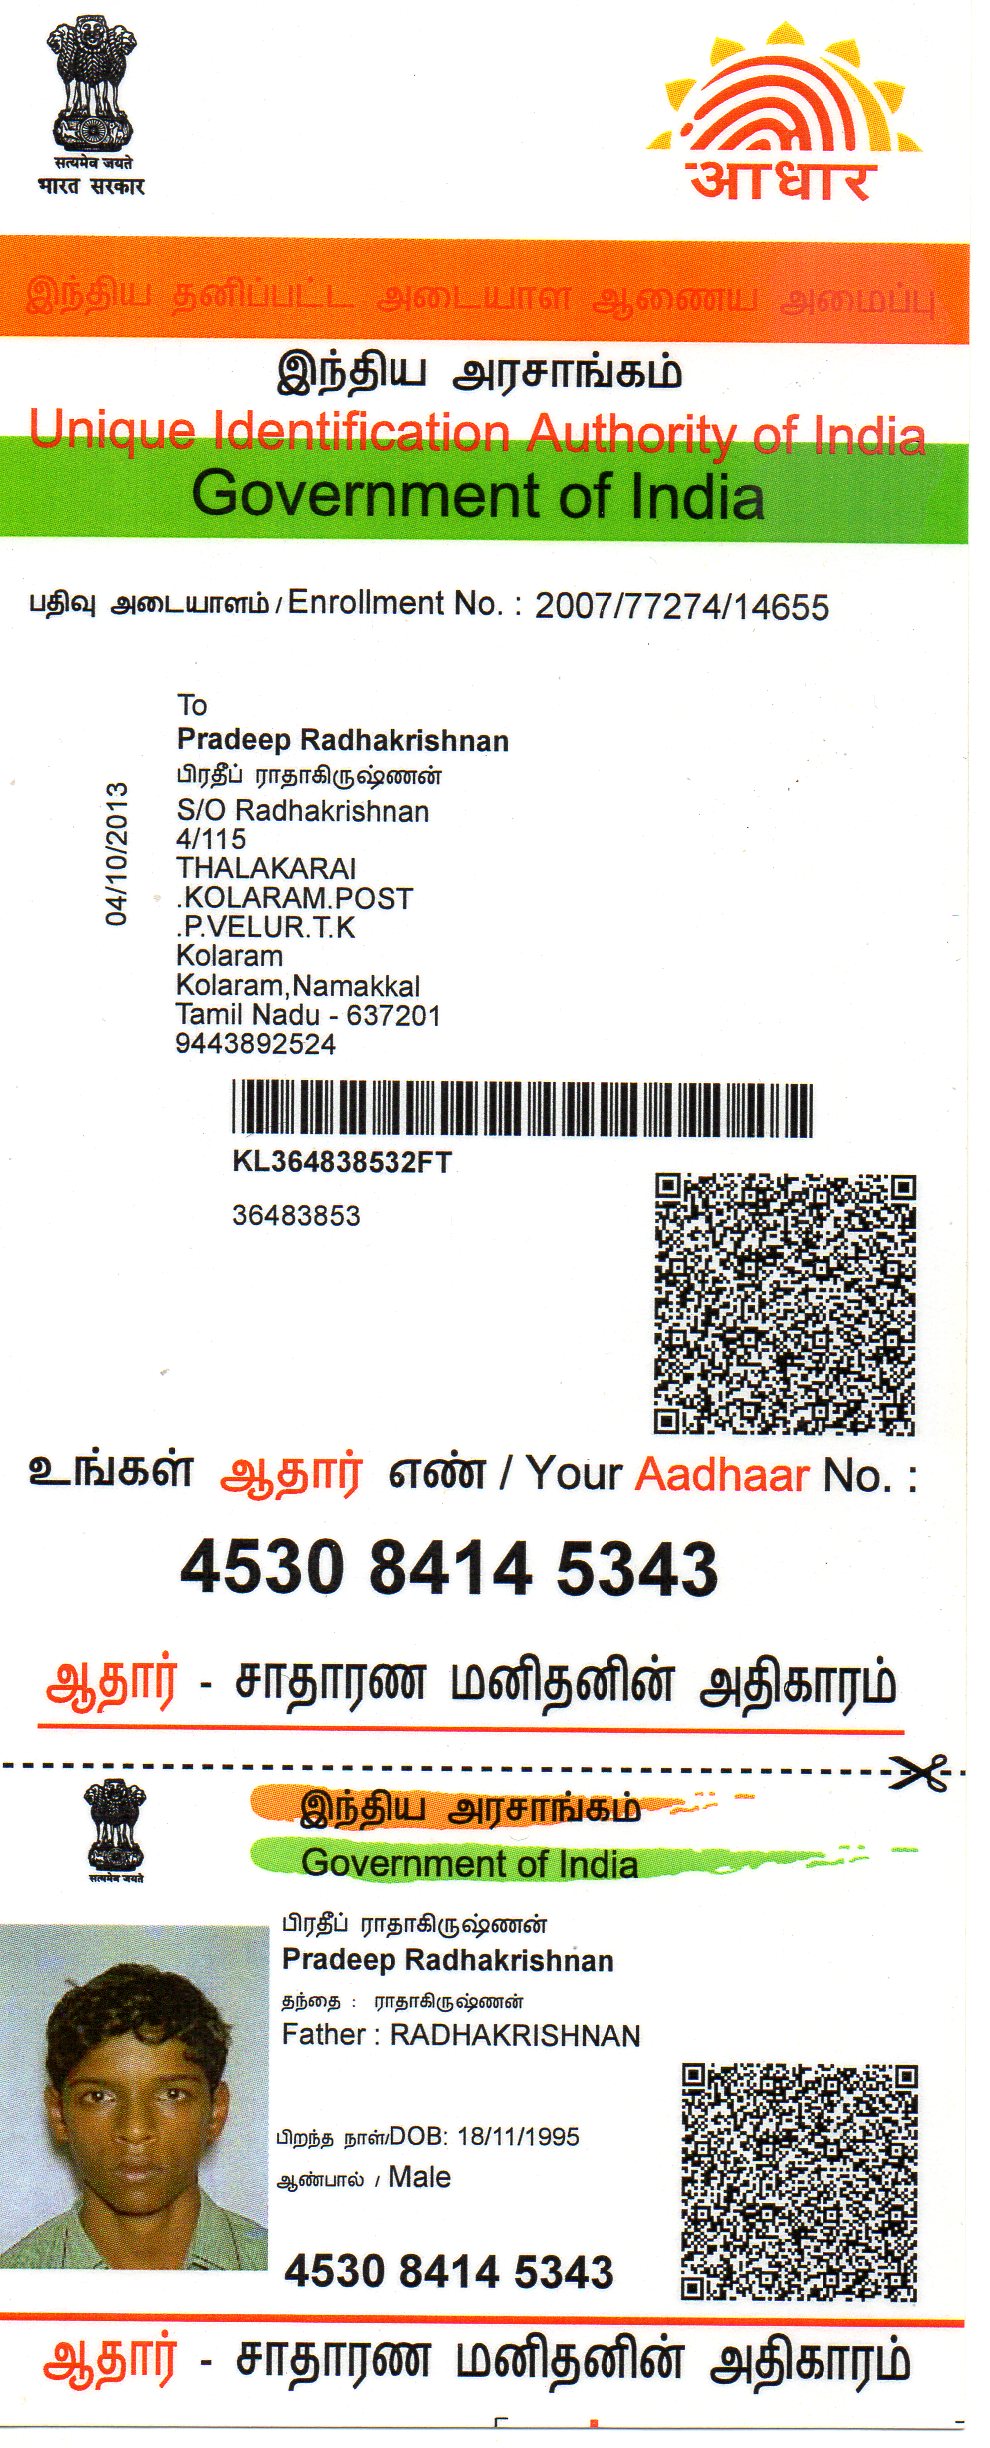 सत्यमेव जयते
भारत सरकार
आधार
இந்திய தனிப்பட்ட அடையாள ஆணைய அமைப்பு
இந்திய அரசாங்கம்
Unique Identification Authority of India
Government of India
பதிவு அடையாளம் / Enrollment No. : 2007/77274/14655
04/10/2013
To
Pradeep Radhakrishnan
பிரதீப் ராதாகிருஷ்ணன்
S/O Radhakrishnan
4/115
THALAKARAI
.KOLARAM.POST
.P.VELUR.T.K
Kolaram
Kolaram,Namakkal
Tamil Nadu - 637201
9443892524
KL364838532FT
36483853
உங்கள் ஆதார் எண் / Your Aadhaar No. :
4530 8414 5343
ஆதார் - சாதாரண மனிதனின் அதிகாரம்
सत्यमेव जयते
இந்திய அரசாங்கம்
Government of India
பிரதீப் ராதாகிருஷ்ணன்
Pradeep Radhakrishnan
தந்தை : ராதாகிருஷ்ணன்
Father : RADHAKRISHNAN
பிறந்த நாள்/DOB: 18/11/1995
ஆண்பால் / Male
4530 8414 5343
ஆதார் - சாதாரண மனிதனின் அதிகாரம்